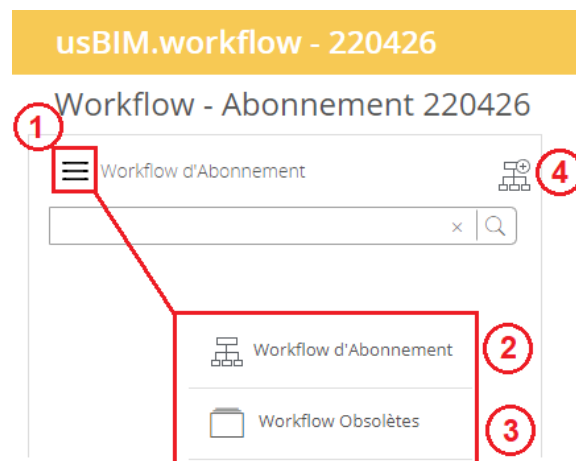 usBIM.workflow - 220426
Workflow - Abonnement 220426
1
Workflow d'Abonnement
4
×
Workflow d'Abonnement
2
Workflow Obsolètes
3